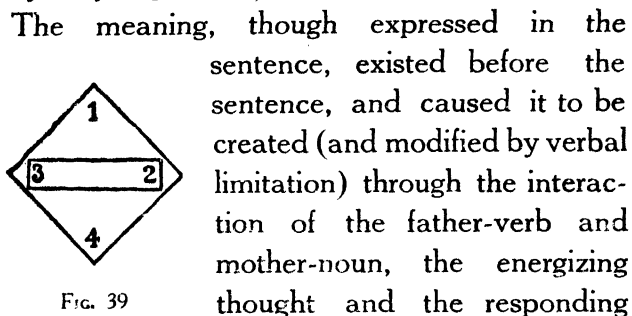 The meaning, though expressed in the
sentence, existed before the
sentence, and caused it to be
created (and modified by verbal
limitation) through the interac-
tion of the father-verb and
mother-noun, the energizing
thought and the responding
1
3 2
4
Fig. 39